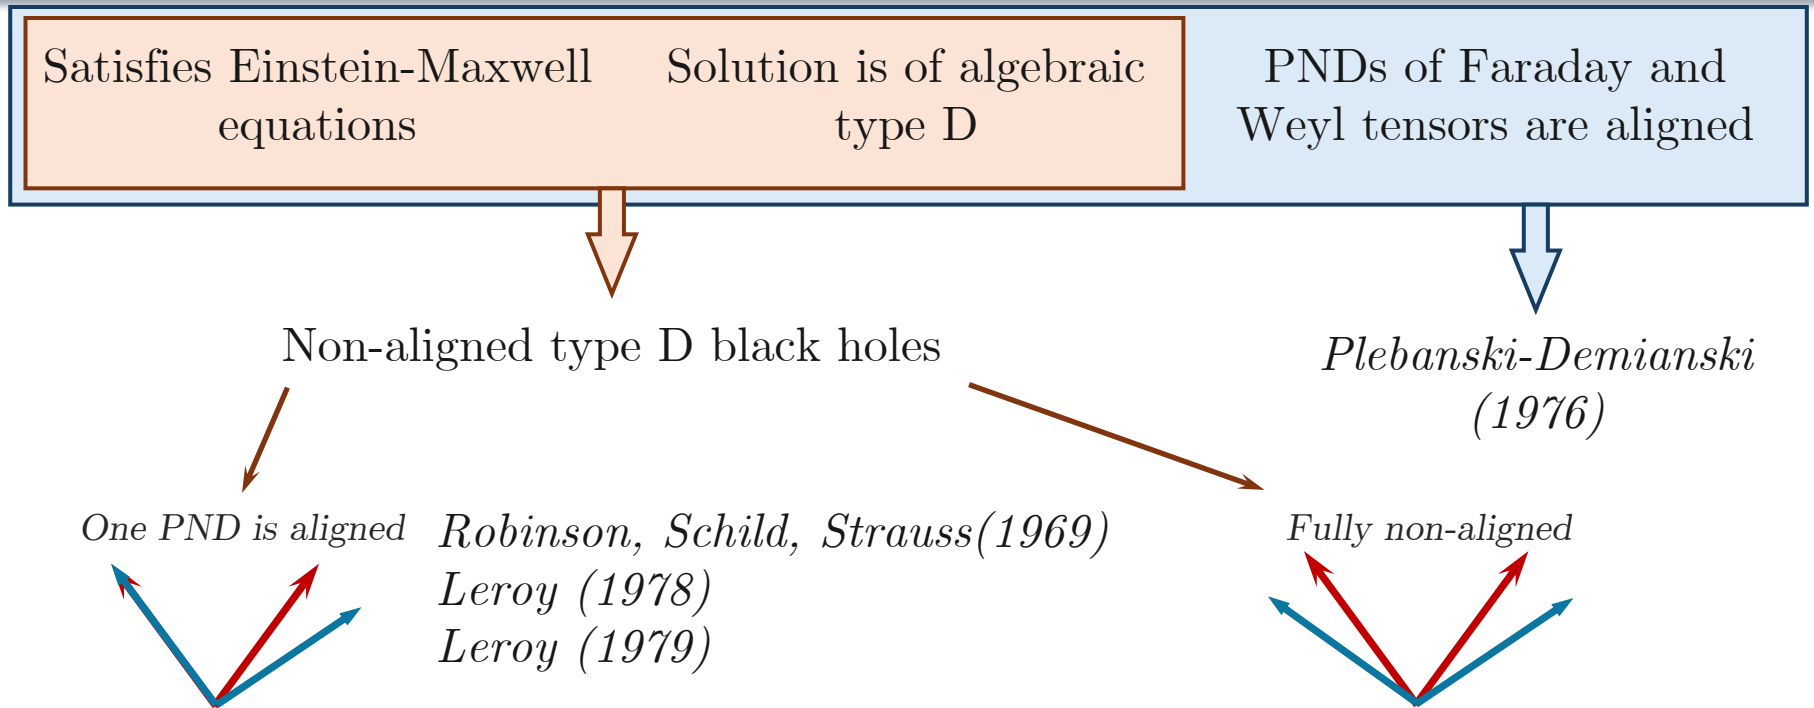 Satisfies Einstein-Maxwell
equations
Solution is of algebraic
type D
PNDs of Faraday and
Weyl tensors are aligned
Non-aligned type D black holes
Plebanski-Demianski
(1976)
One PND is aligned
Robinson, Schild, Strauss(1969)
Leroy (1978)
Leroy (1979)
Fully non-aligned